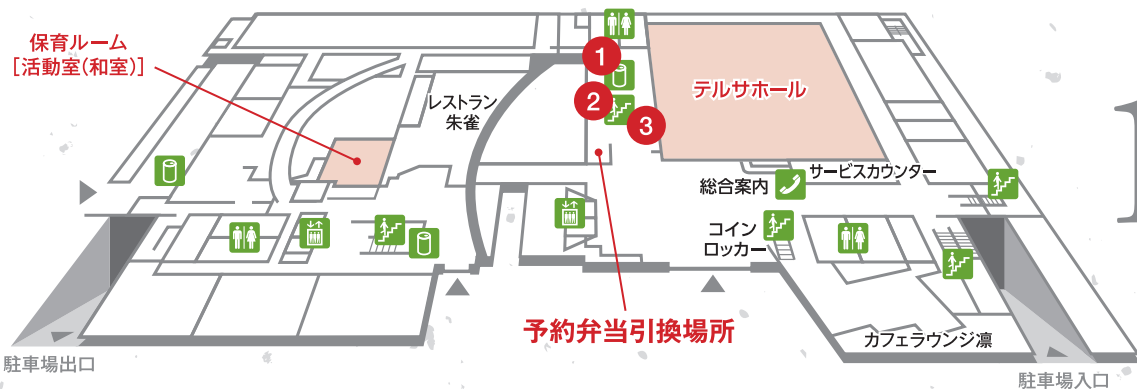 保育ルーム
[活動室(和室)]
レストラン
朱雀
1
2
3
テルサホール
総合案内
サービスカウンター
コイン
ロッカー
予約弁当引換場所
カフェラウンジ凛
駐車場出口
駐車場入口